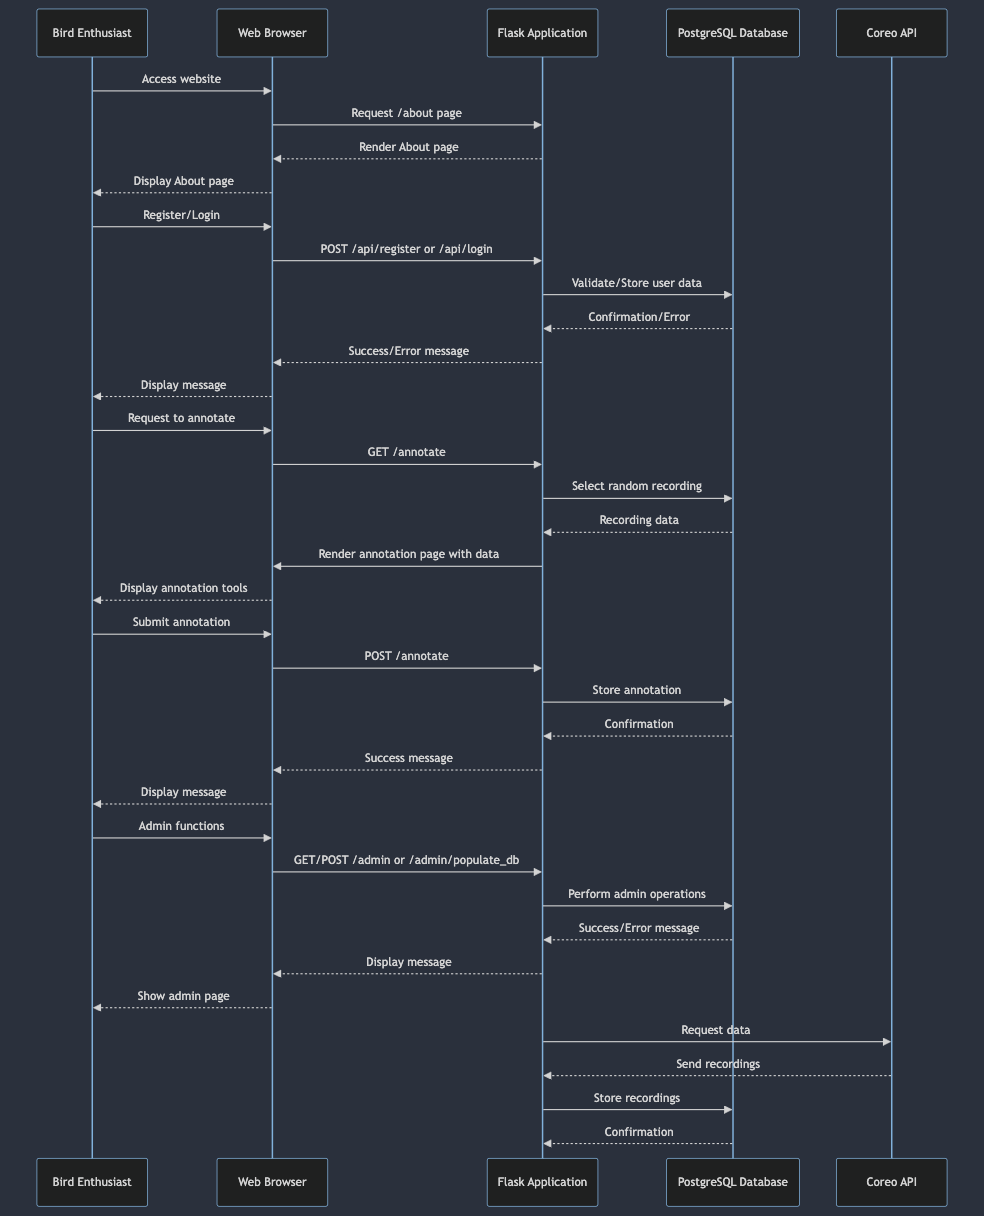 Bird Enthusiast
Web Browser
Flask Application
PostgreSQL Database
Coreo API
Access website
Request /about page
Render About page
Display About page
Register/Login
POST /api/register or /api/login
Validate/Store user data
Confirmation/Error
Success/Error message
Display message
Request to annotate
GET /annotate
Select random recording
Recording data
Render annotation page with data
Display annotation tools
Submit annotation
POST /annotate
Store annotation
Confirmation
Success message
Display message
Admin functions
GET/POST /admin or /admin/populate_db
Perform admin operations
Success/Error message
Display message
Show admin page
Request data
Send recordings
Store recordings
Confirmation
Bird Enthusiast
Web Browser
Flask Application
PostgreSQL Database
Coreo API